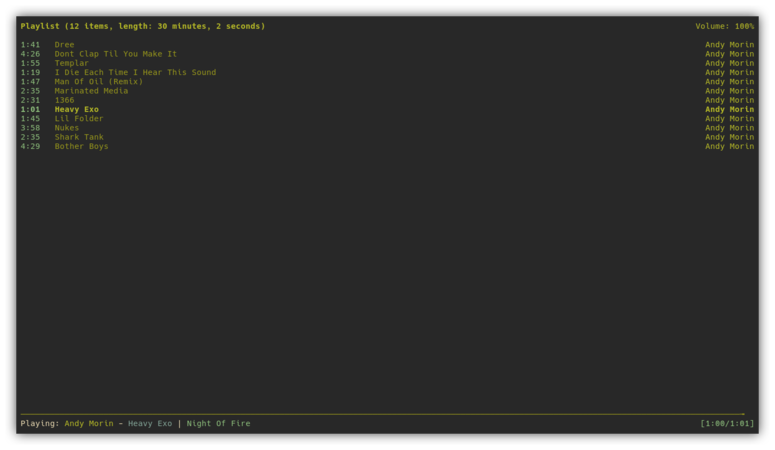 Playlist (12 items, length: 30 minutes, 2 seconds) Volume: 100%
1:41 Dree Andy Morin
4:26 Dont Clap Til You Make It Andy Morin
1:55 Templar Andy Morin
1:19 I Die Each Time I Hear This Sound Andy Morin
1:47 Man Of Oil (Remix) Andy Morin
2:35 Marinated Media Andy Morin
2:31 1366 Andy Morin
1:01 Heavy Exo Andy Morin
1:45 Lil Folder Andy Morin
3:58 Nukes Andy Morin
2:35 Shark Tank Andy Morin
4:29 Bother Boys Andy Morin
Playing: Andy Morin - Heavy Exo | Night Of Fire [1:00/1:01]